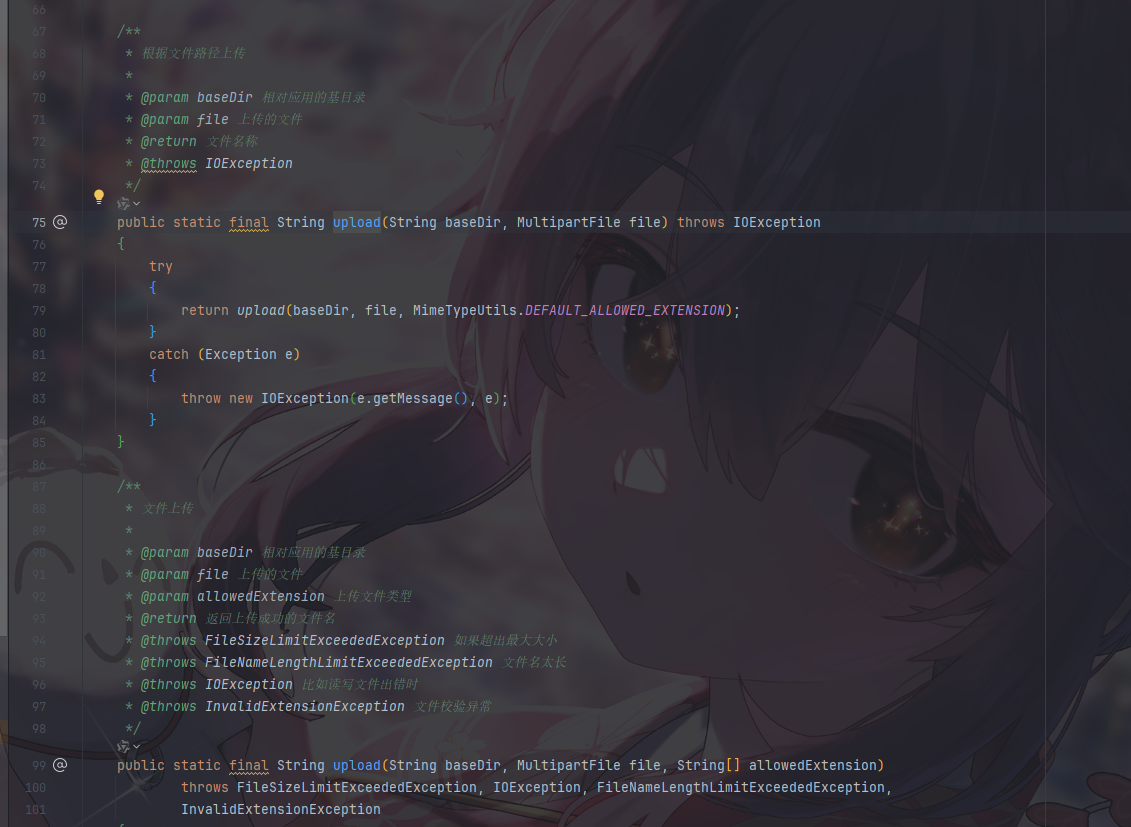 66
67 /**
68 * 根据文件路径上传
69 *
70 * @param baseDir 相对应用的基目录
71 * @param file 上传的文件
72 * @return 文件名称
73 * @throws IOException
74 */
75 @ public static final String upload(String baseDir, MultipartFile file) throws IOException
76 {
77 try
78 {
79 return upload(baseDir, file, MimeTypeUtils.DEFAULT_ALLOWED_EXTENSION);
80 }
81 catch (Exception e)
82 {
83 throw new IOException(e.getMessage(), e);
84 }
85 }
86
87 /**
88 * 文件上传
89 *
90 * @param baseDir 相对应用的基目录
91 * @param file 上传的文件
92 * @param allowedExtension 上传文件类型
93 * @return 返回上传成功的文件名
94 * @throws FileSizeLimitExceededException 如果超出最大大小
95 * @throws FileNameLengthLimitExceededException 文件名太长
96 * @throws IOException 比如读写文件出错时
97 * @throws InvalidExtensionException 文件校验异常
98 */
99 @ public static final String upload(String baseDir, MultipartFile file, String[] allowedExtension)
100 throws FileSizeLimitExceededException, IOException, FileNameLengthLimitExceededException,
101 InvalidExtensionException
{